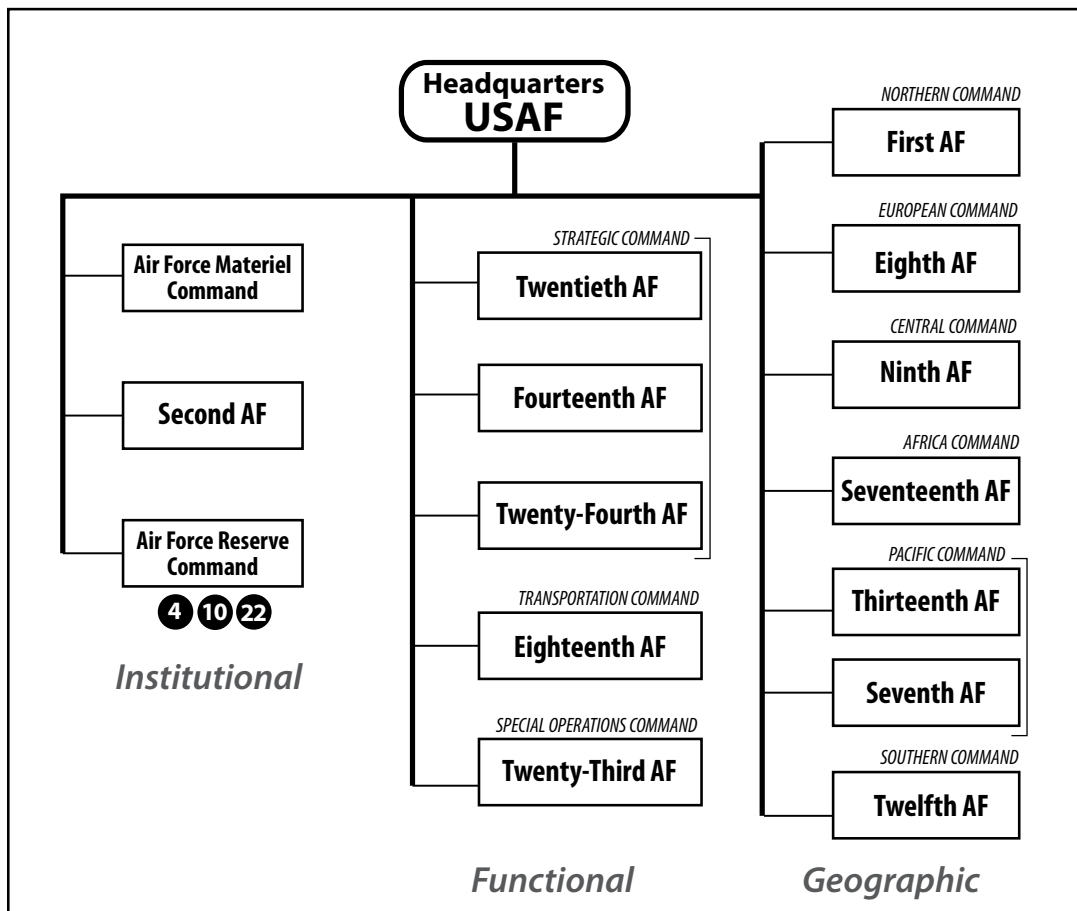 Headquarters
USAF
Air Force Materiel
Command
Second AF
Air Force Reserve
Command
4 10 22
Institutional
STRATEGIC COMMAND
Twentieth AF
Fourteenth AF
Twenty-Fourth AF
TRANSPORTATION COMMAND
Eighteenth AF
SPECIAL OPERATIONS COMMAND
Twenty-Third AF
Functional
NORTHERN COMMAND
First AF
EUROPEAN COMMAND
Eighth AF
CENTRAL COMMAND
Ninth AF
AFRICA COMMAND
Seventeenth AF
PACIFIC COMMAND
Thirteenth AF
Seventh AF
SOUTHERN COMMAND
Twelfth AF
Geographic